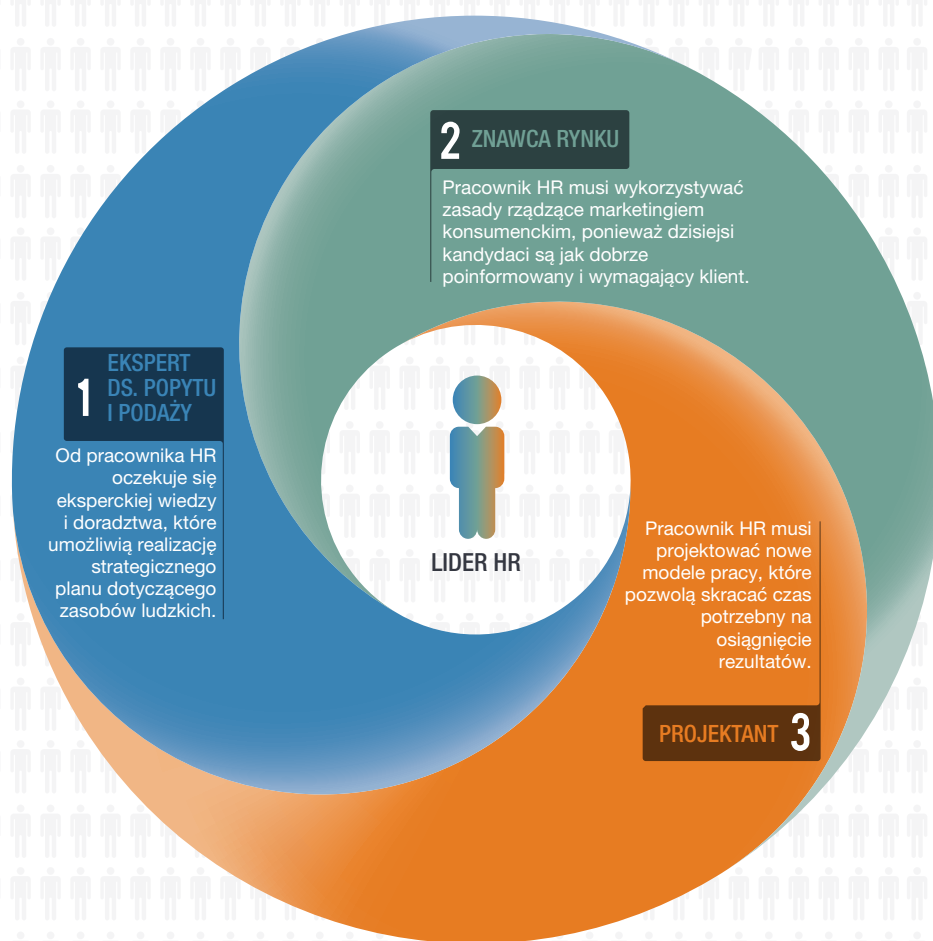 1 EKSPERT
DS. POPYTU
I PODAŻY
Od pracownika HR
oczekuje się
eksperckiej wiedzy
i doradztwa, które
umożliwią realizację
strategicznego
planu dotyczącego
zasobów ludzkich.
2 ZNAWCA RYNKU
Pracownik HR musi wykorzystywać
zasady rządzące marketingiem
konsumenckim, ponieważ dzisiejsi
kandydaci są jak dobrze
poinformowany i wymagający klient.
LIDER HR
Pracownik HR musi
projektować nowe
modele pracy, które
pozwolą skracać czas
potrzebny na
osiągnięcie
rezultatów.
PROJEKTANT 3